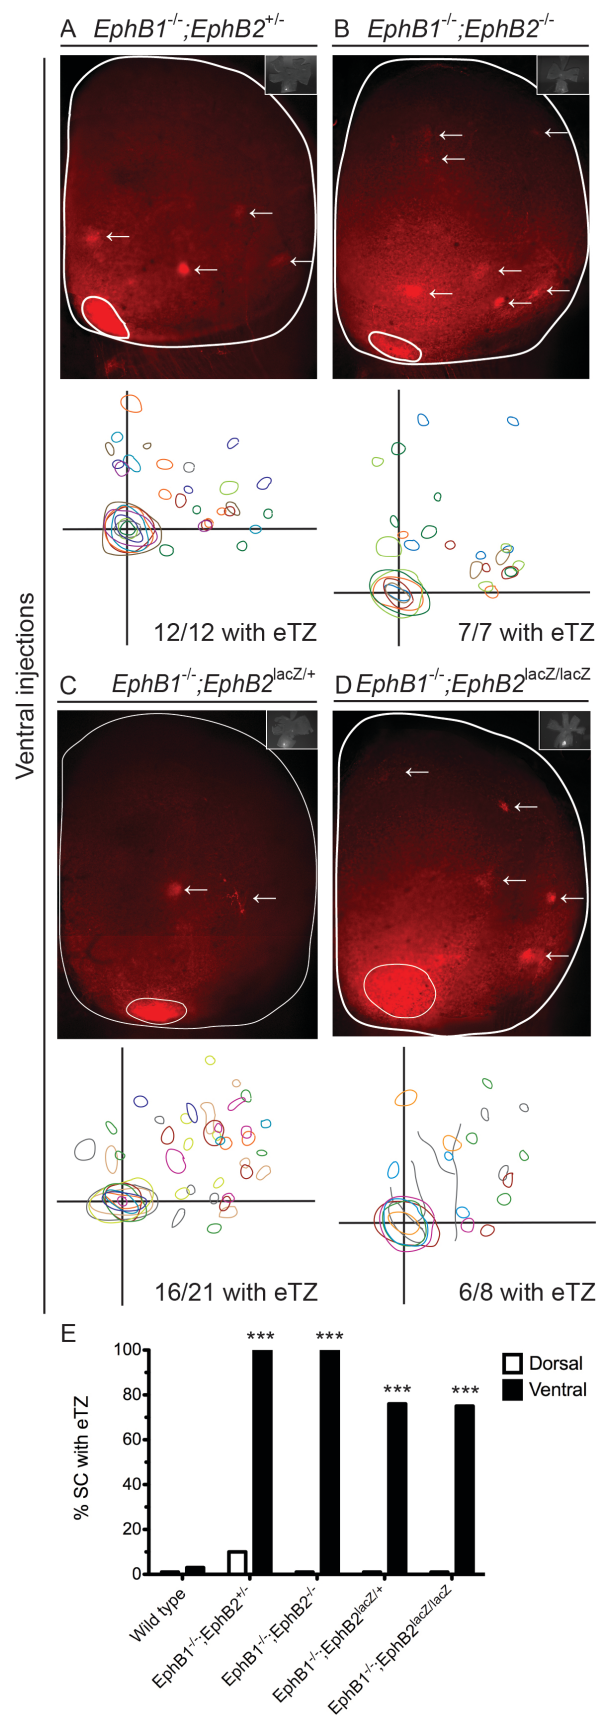 A EphB1-/-;EphB2+/-
B EphB1-/-;EphB2-/-
Ventral injections
12/12 with eTZ
7/7 with eTZ
C EphB1-/-;EphB2lacZ/+
D EphB1-/-;EphB2lacZ/lacZ
16/21 with eTZ
6/8 with eTZ
E
*** *** *** ***
Dorsal
Ventral
% SC with eTZ
100
80
60
40
20
0
Wild type
EphB1-/-;EphB2+/-
EphB1-/-;EphB2-/-
EphB1-/-;EphB2lacZ/+
EphB1-/-;EphB2lacZ/lacZ